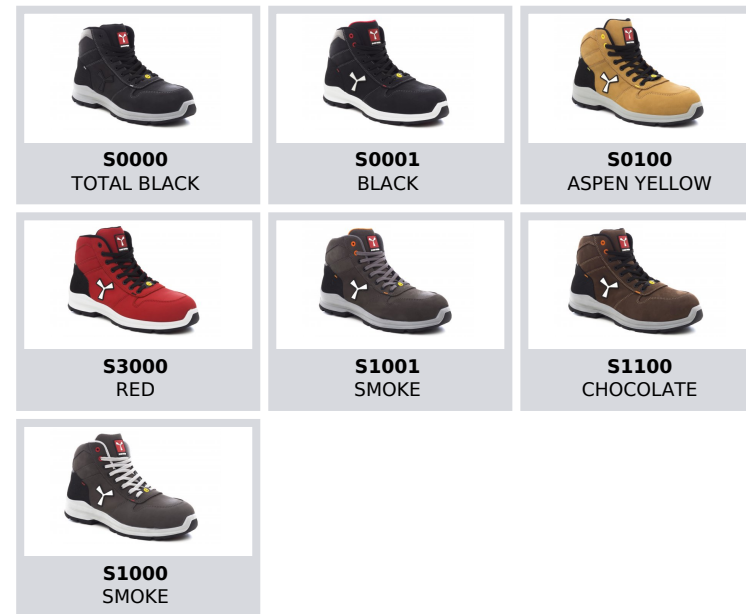 S0000
TOTAL BLACK
S0001
BLACK
S0100
ASPEN YELLOW
S3000
RED
S1001
SMOKE
S1100
CHOCOLATE
S1000
SMOKE